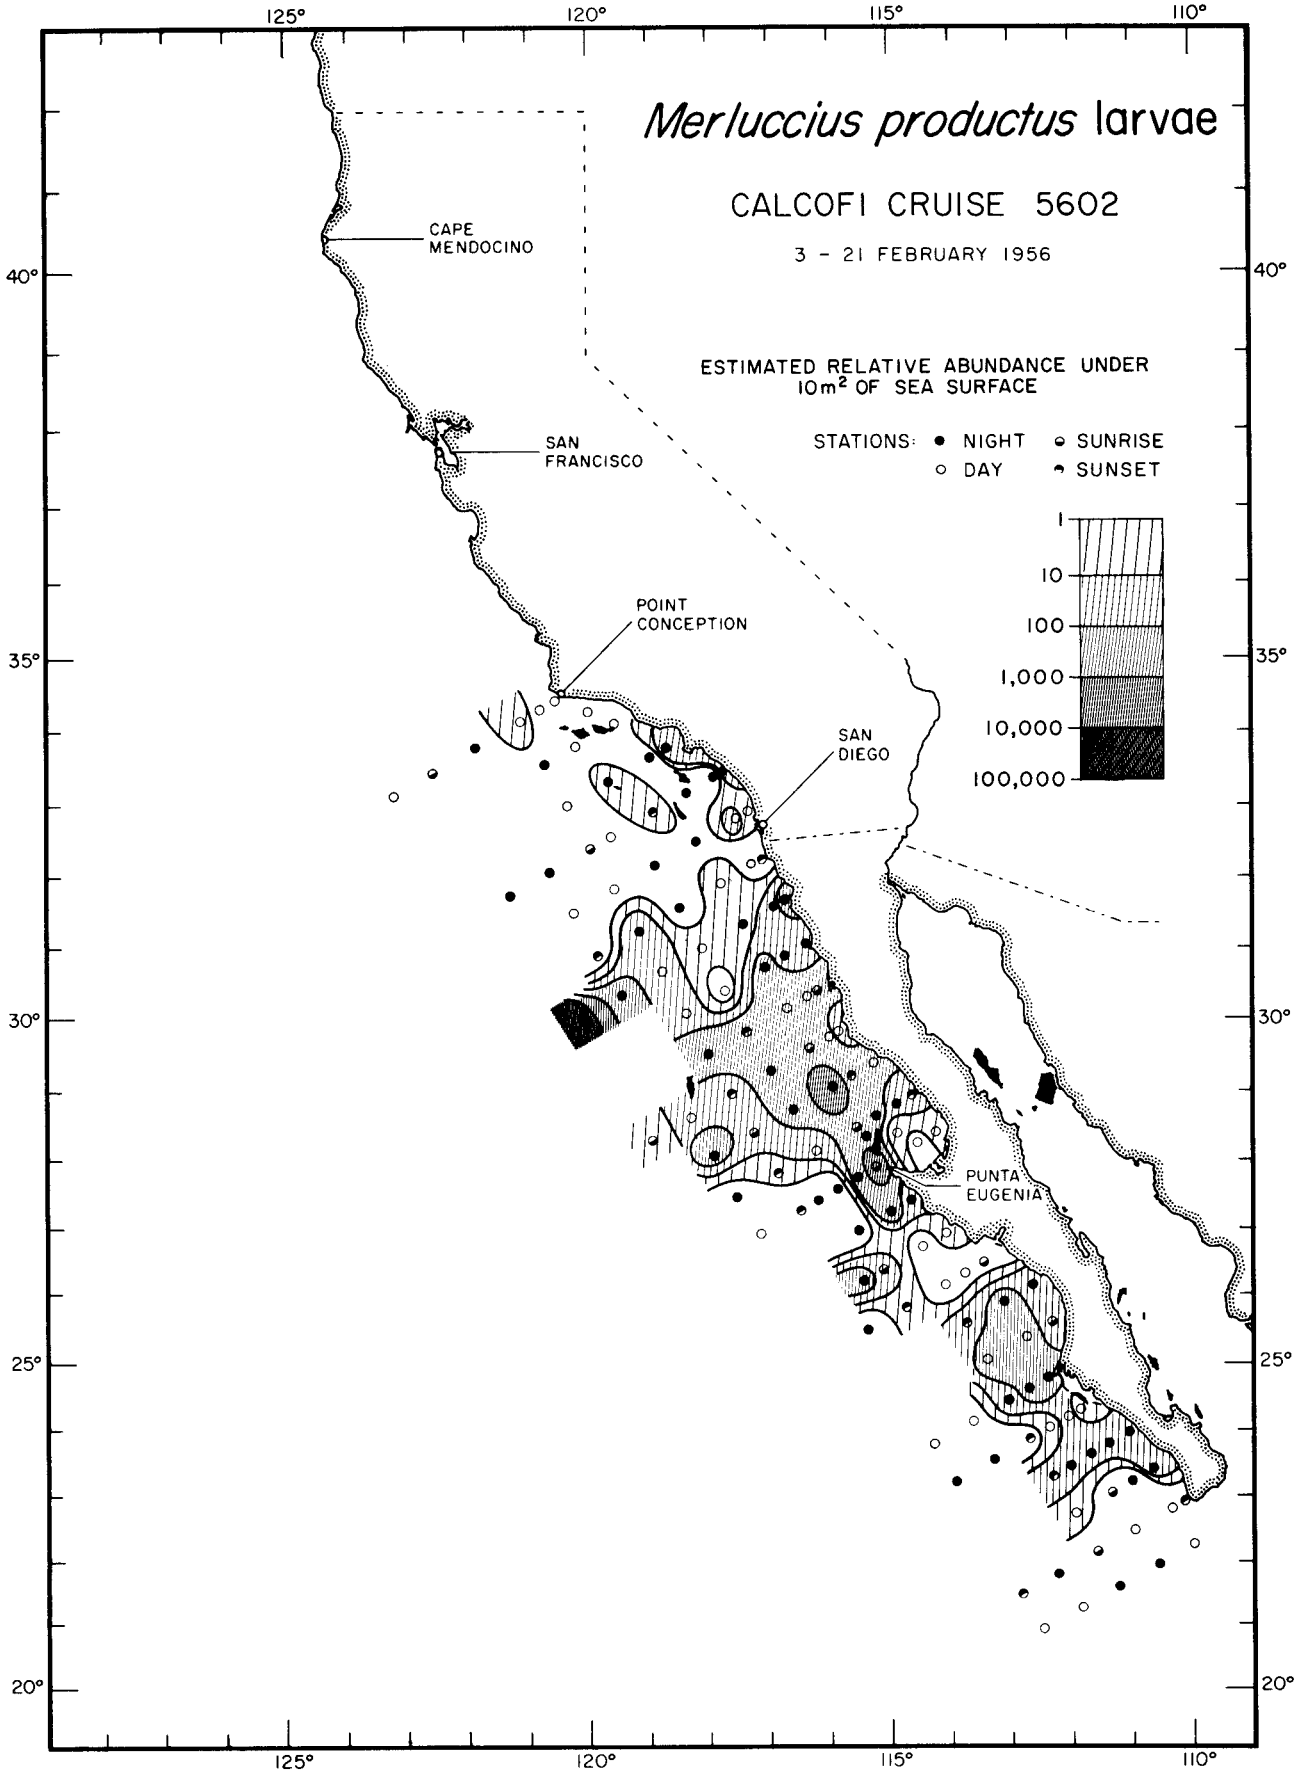 125° 120° 115° 110°
Merluccius productus larvae
CALCOFI CRUISE 5602
3 - 21 FEBRUARY 1956
CAPE
MENDOCINO
40° 40°
ESTIMATED RELATIVE ABUNDANCE UNDER
10m² OF SEA SURFACE
STATIONS: NIGHT SUNRISE
DAY SUNSET
SAN
FRANCISCO
1
10
100
1,000
10,000
100,000
POINT
CONCEPTION
35° 35°
SAN
DIEGO
30° 30°
PUNTA
EUGENIA
25° 25°
20° 20°
125° 120° 115° 110°